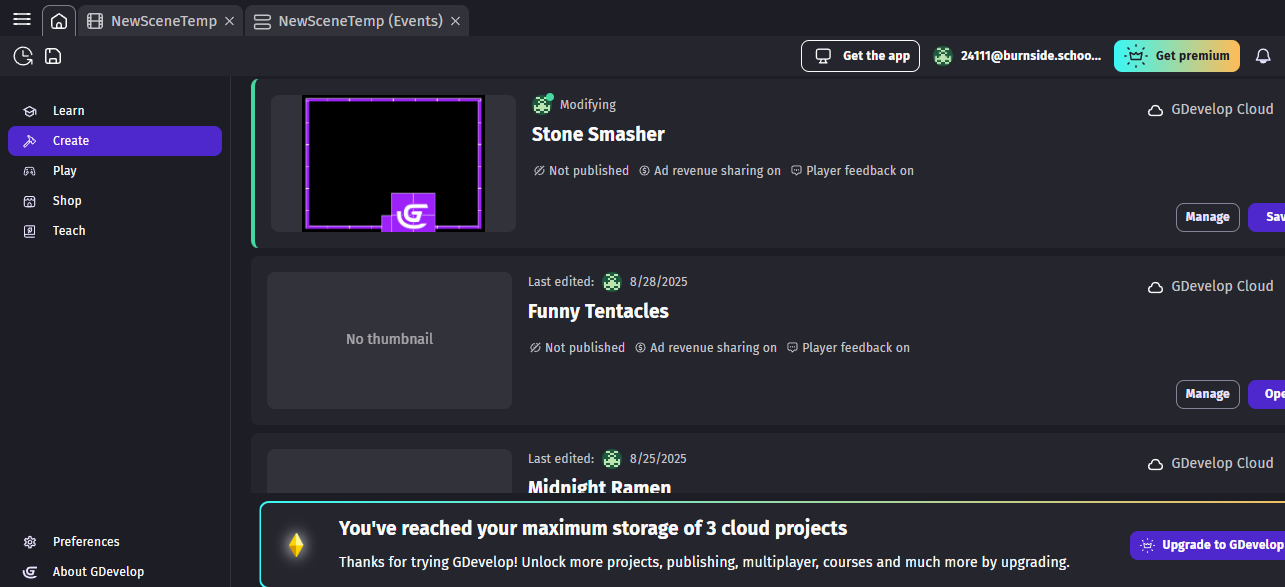 NewSceneTemp
NewSceneTemp (Events)
Get the app
24111@burnside.schoo...
Get premium
Learn
Create
Play
Shop
Teach
Preferences
About GDevelop
Modifying
GDevelop Cloud
Stone Smasher
Not published Ad revenue sharing on Player feedback on
Manage
Sav
Last edited: 8/28/2025
GDevelop Cloud
Funny Tentacles
No thumbnail
Not published Ad revenue sharing on Player feedback on
Manage
Ope
Last edited: 8/25/2025
GDevelop Cloud
Midnight Ramen
You've reached your maximum storage of 3 cloud projects
Thanks for trying GDevelop! Unlock more projects, publishing, multiplayer, courses and much more by upgrading.
Upgrade to GDevelop